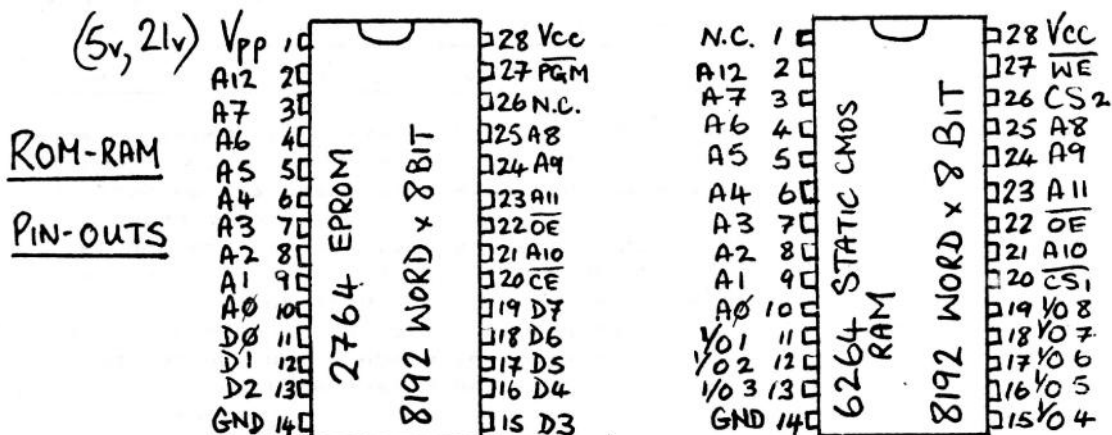 ROM-RAM
PIN-OUTS
(5v, 21v) Vpp 1
A12 2
A7 3
A6 4
A5 5
A4 6
A3 7
A2 8
A1 9
AØ 10
DØ 11
D1 12
D2 13
GND 14
2764 EPROM
8192 WORD x 8 BIT
28 Vcc
27 P̅G̅M̅
26 N.C.
25 A8
24 A9
23 A11
22 O̅E̅
21 A10
20 C̅E̅
19 D7
18 D6
17 D5
16 D4
15 D3
N.C. 1
A12 2
A7 3
A6 4
A5 5
A4 6
A3 7
A2 8
A1 9
AØ 10
I/O 1 11
I/O 2 12
I/O 3 13
GND 14
6264 STATIC CMOS
RAM
8192 WORD x 8 BIT
28 VCC
27 W̅E̅
26 CS2
25 A8
24 A9
23 A11
22 O̅E̅
21 A10
20 C̅S̅1̅
19 I/O 8
18 I/O 7
17 I/O 6
16 I/O 5
15 I/O 4